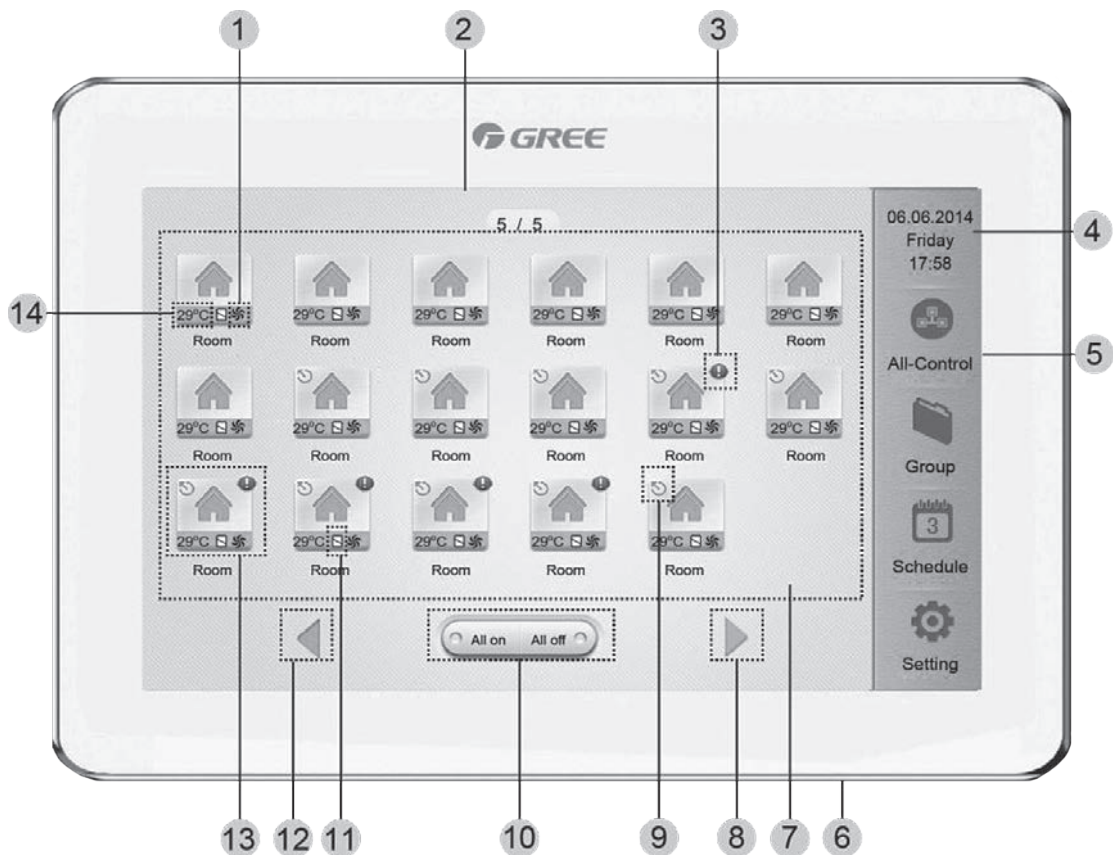 1 2 3
GREE
5 / 5
06.06.2014
Friday
17:58
4
29°C 29°C 29°C 29°C 29°C 29°C
14
Room Room Room Room Room Room
All-Control
5
29°C 29°C 29°C 29°C 29°C 29°C
Room Room Room Room Room Room
Group
3
29°C 29°C 29°C 29°C 29°C
Room Room Room Room Room
Schedule
All on All off
Setting
13 12 11 10 9 8 7 6